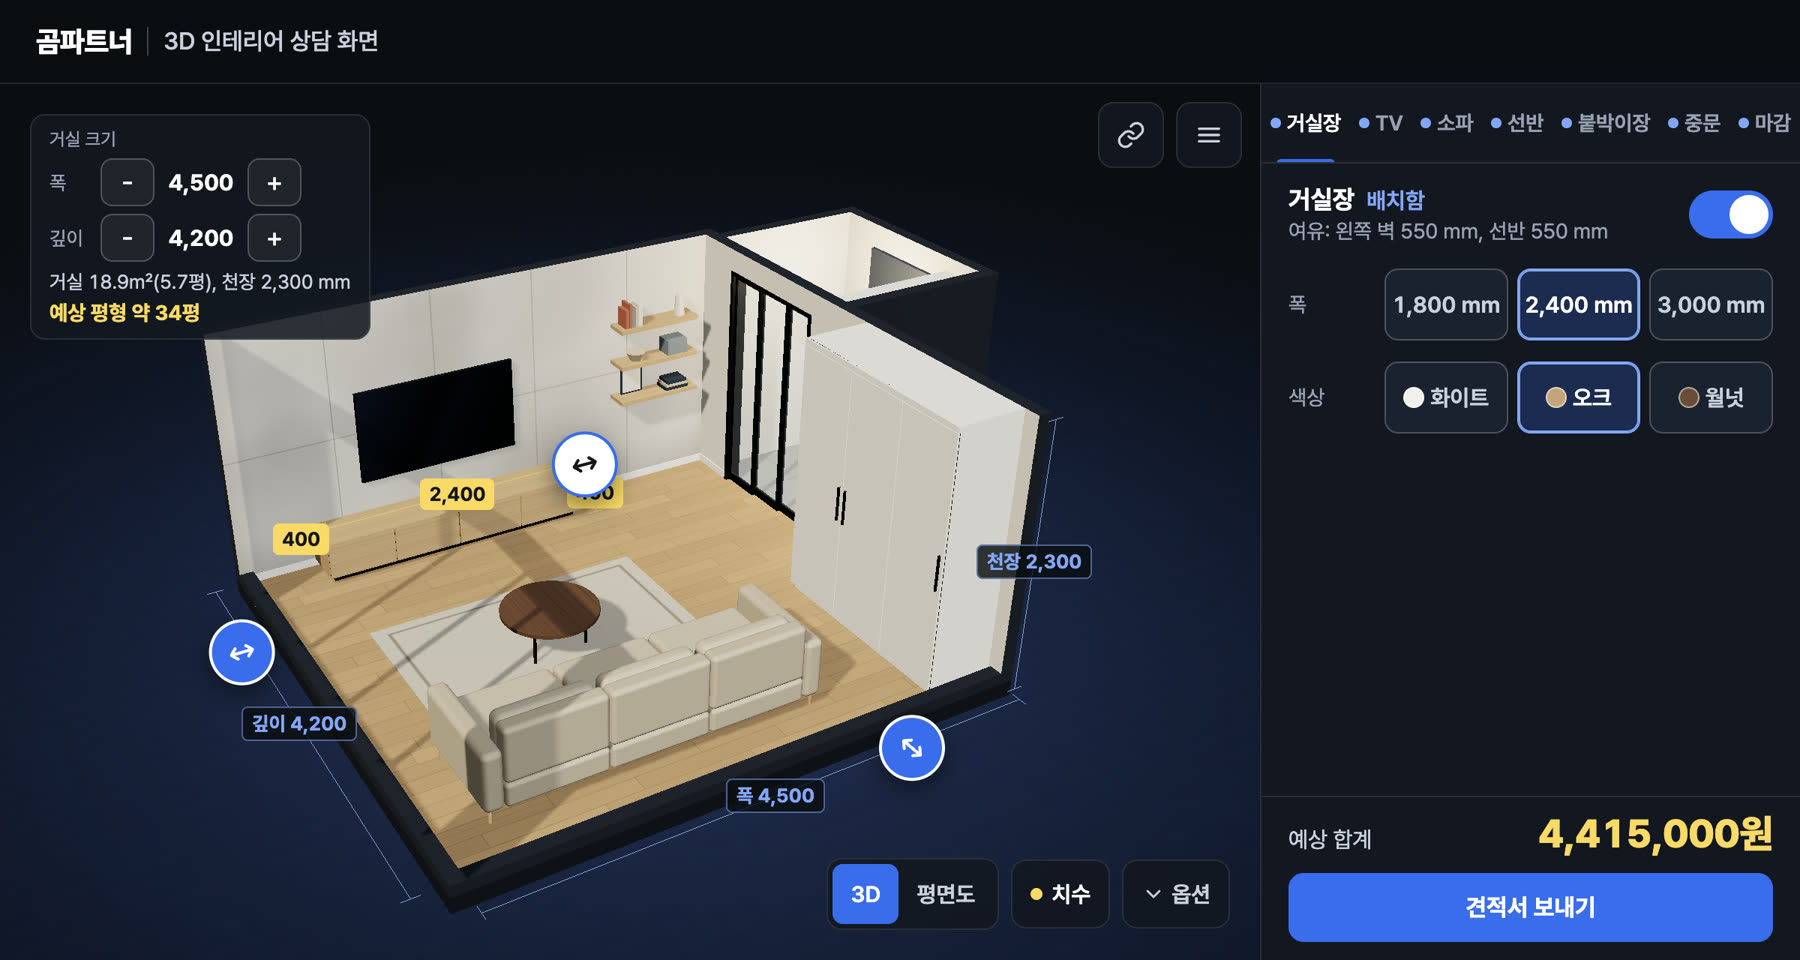 곰파트너
3D 인테리어 상담 화면
거실 크기
폭 - 4,500 +
깊이 - 4,200 +
거실 18.9m²(5.7평), 천장 2,300 mm
예상 평형 약 34평
2,400
400
천장 2,300
깊이 4,200
폭 4,500
3D 평면도 치수 옵션
거실장 TV 소파 선반 붙박이장 중문 마감
거실장 배치함
여유: 왼쪽 벽 550 mm, 선반 550 mm
폭 1,800 mm 2,400 mm 3,000 mm
색상 화이트 오크 월넛
예상 합계 4,415,000원
견적서 보내기